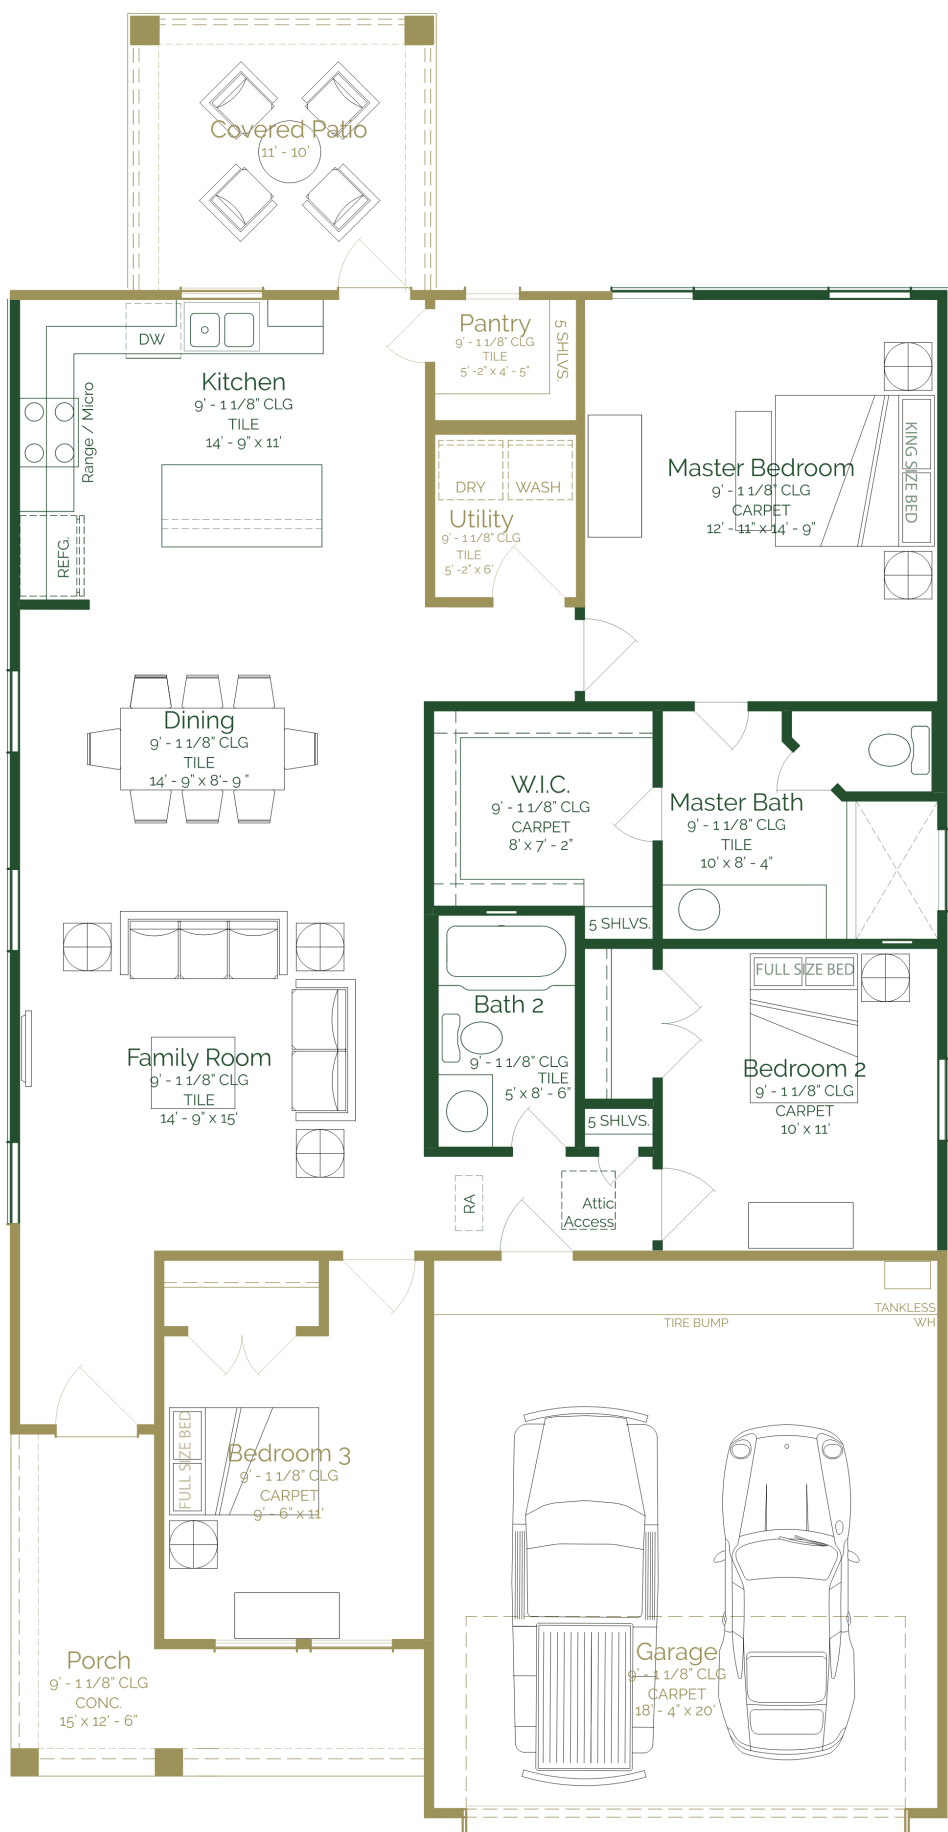 Covered Patio
11' - 10'
DW
Kitchen
9' - 1 1/8" CLG
TILE
14' - 9" x 11'
Range / Micro
REFG.
Pantry
9' - 1 1/8" CLG
TILE
5' -2" x 4' - 5"
5 SHLVS.
DRY
WASH
Utility
9' - 1 1/8" CLG
TILE
5' -2" x 6'
Master Bedroom
9' - 1 1/8" CLG
CARPET
12' - 11" x 14' - 9"
KING SIZE BED
Dining
9' - 1 1/8" CLG
TILE
14' - 9" x 8'- 9 "
W.I.C.
9' - 1 1/8" CLG
CARPET
8' x 7' - 2"
5 SHLVS.
Master Bath
9' - 1 1/8" CLG
TILE
10' x 8' - 4"
Family Room
9' - 1 1/8" CLG
TILE
14' - 9" x 15'
Bath 2
9' - 1 1/8" CLG
TILE
5' x 8' - 6"
FULL SIZE BED
Bedroom 2
9' - 1 1/8" CLG
CARPET
10' x 11'
5 SHLVS.
RA
Attic
Access
TANKLESS
WH
TIRE BUMP
FULL SIZE BED
Bedroom 3
9' - 1 1/8" CLG
CARPET
9' - 6" x 11'
Porch
9' - 1 1/8" CLG
CONC.
15' x 12' - 6"
Garage
9' - 1 1/8" CLG
CARPET
18' - 4" x 20'